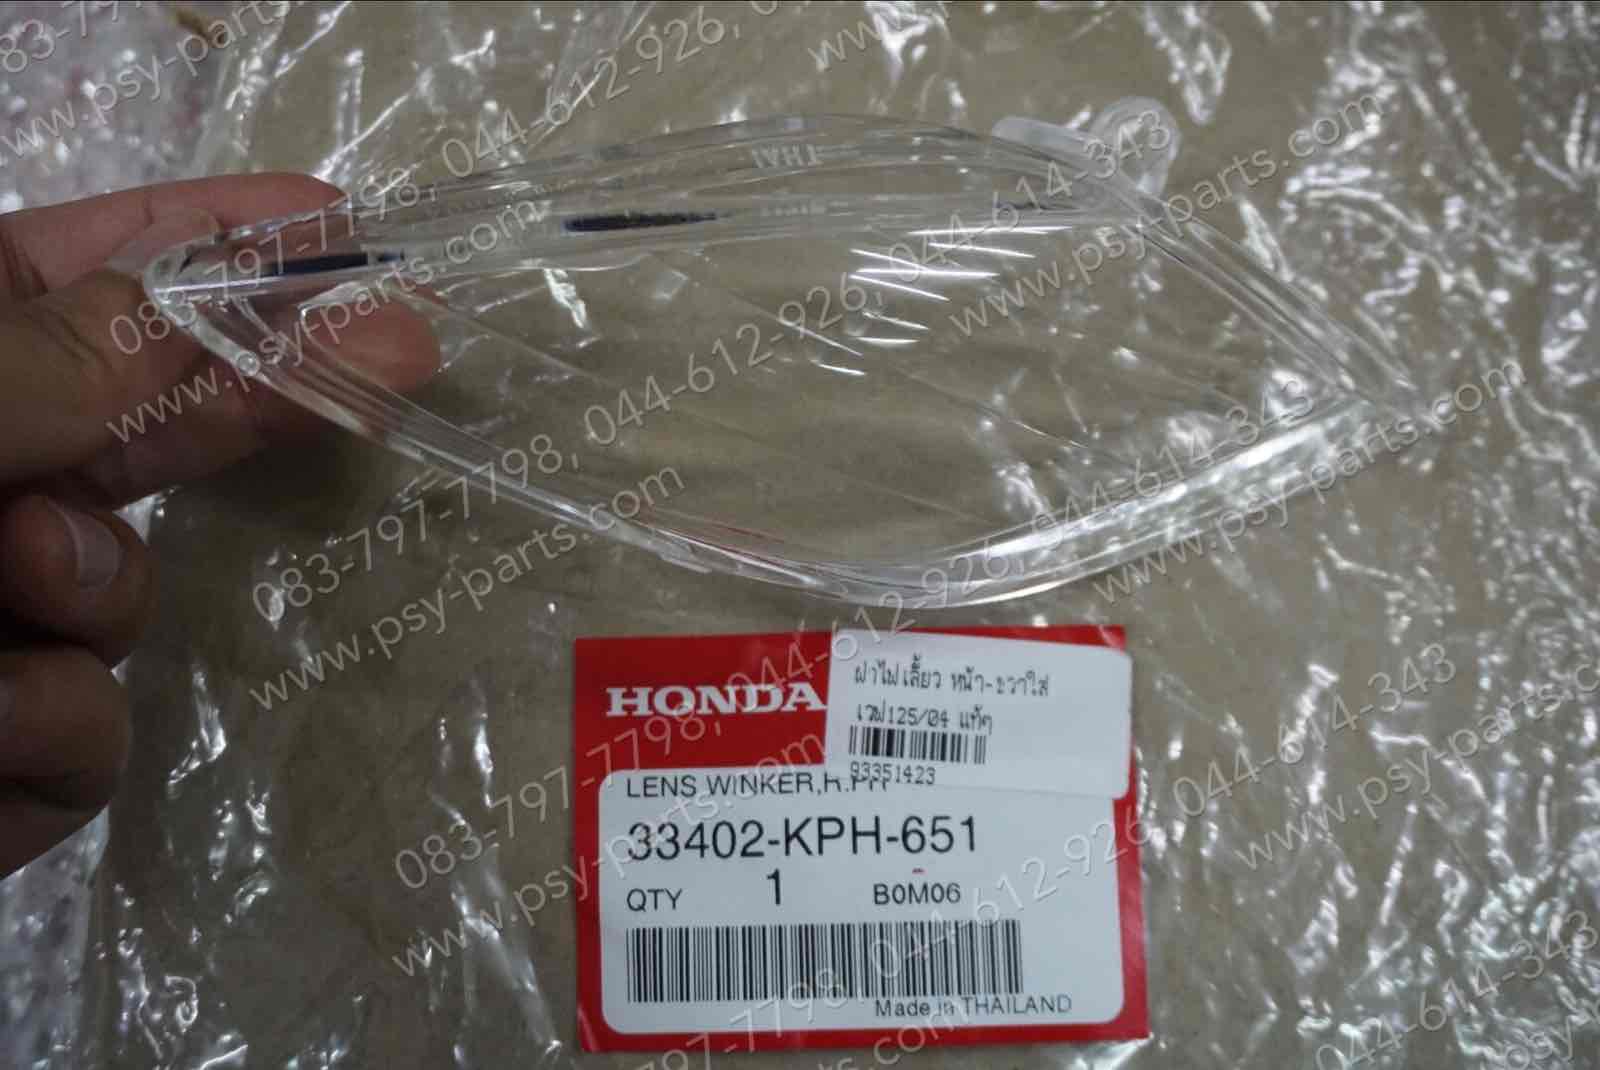 083-797-7798, 044-612-926, 044-614-343
www.psy-parts.com
HONDA
ฝาไฟเลี้ยว หน้า-ขวาใส
เวฟ125/04 แท้ๆ
93351423
LENS WINKER,R.FR
33402-KPH-651
QTY 1 B0M06
Made in THAILAND